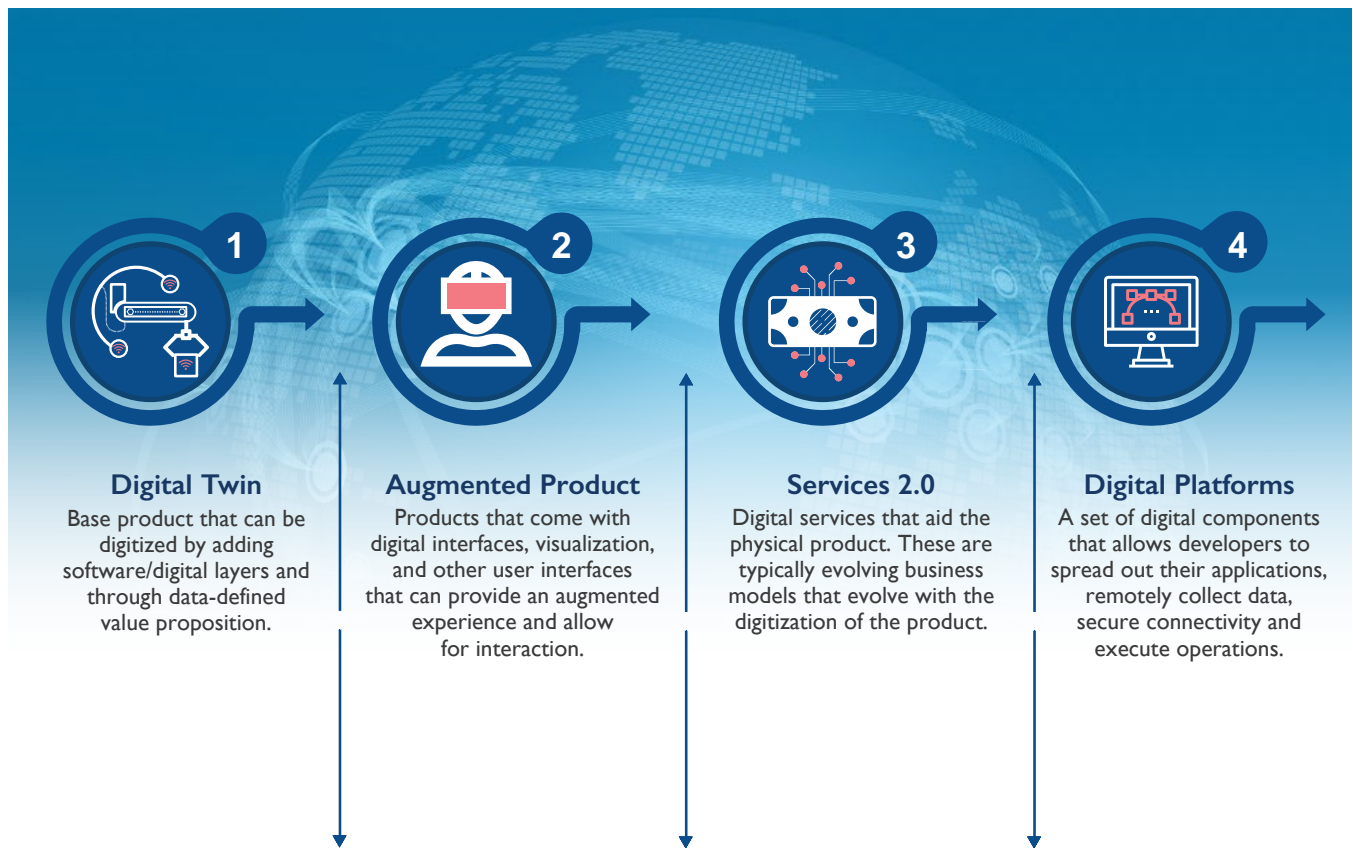 1
Digital Twin
Base product that can be
digitized by adding
software/digital layers and
through data-defined
value proposition.
2
Augmented Product
Products that come with
digital interfaces, visualization,
and other user interfaces
that can provide an augmented
experience and allow
for interaction.
3
Services 2.0
Digital services that aid the
physical product. These are
typically evolving business
models that evolve with the
digitization of the product.
4
Digital Platforms
A set of digital components
that allows developers to
spread out their applications,
remotely collect data,
secure connectivity and
execute operations.